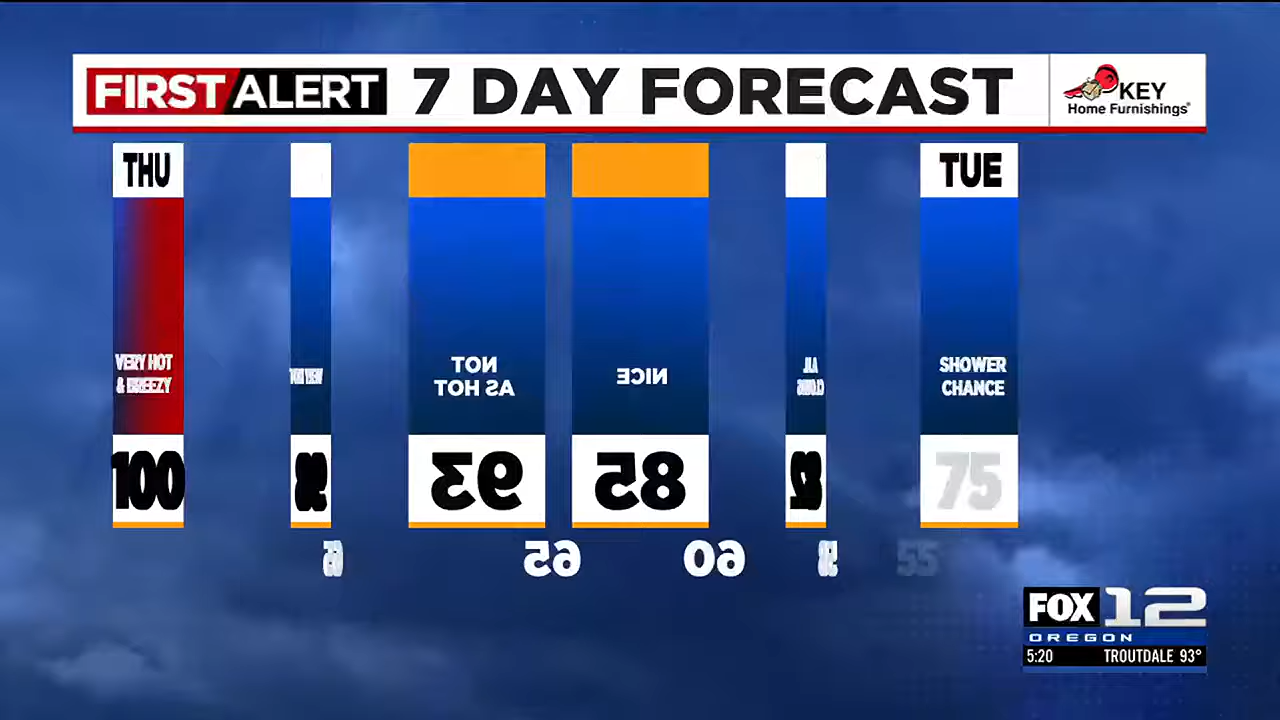 FIRST ALERT 7 DAY FORECAST
KEY
Home Furnishings
THU
TUE
VERY HOT
& BREEZY
NOT
AS HOT
NICE
SHOWER
CHANCE
100
93
85
75
65
60
55
FOX 12
OREGON
5:20 TROUTDALE 93°